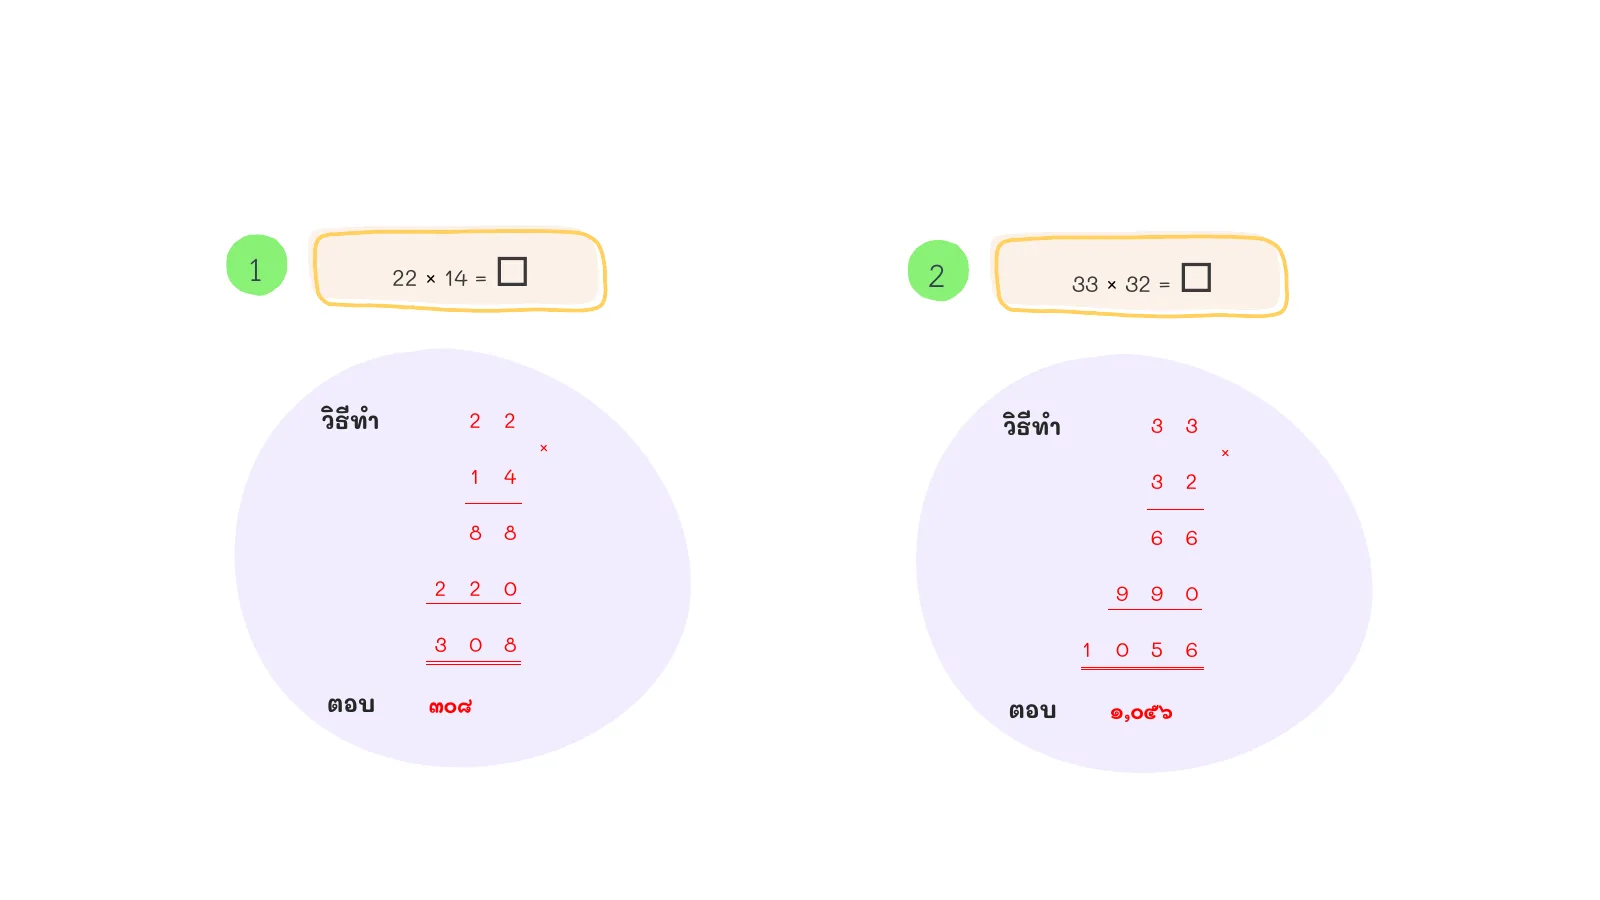 1
22 × 14 = □
วิธีทำ 2 2
×
1 4
8 8
2 2 0
3 0 8
ตอบ ๓๐๘
2
33 × 32 = □
วิธีทำ 3 3
×
3 2
6 6
9 9 0
1 0 5 6
ตอบ ๑,๐๕๖